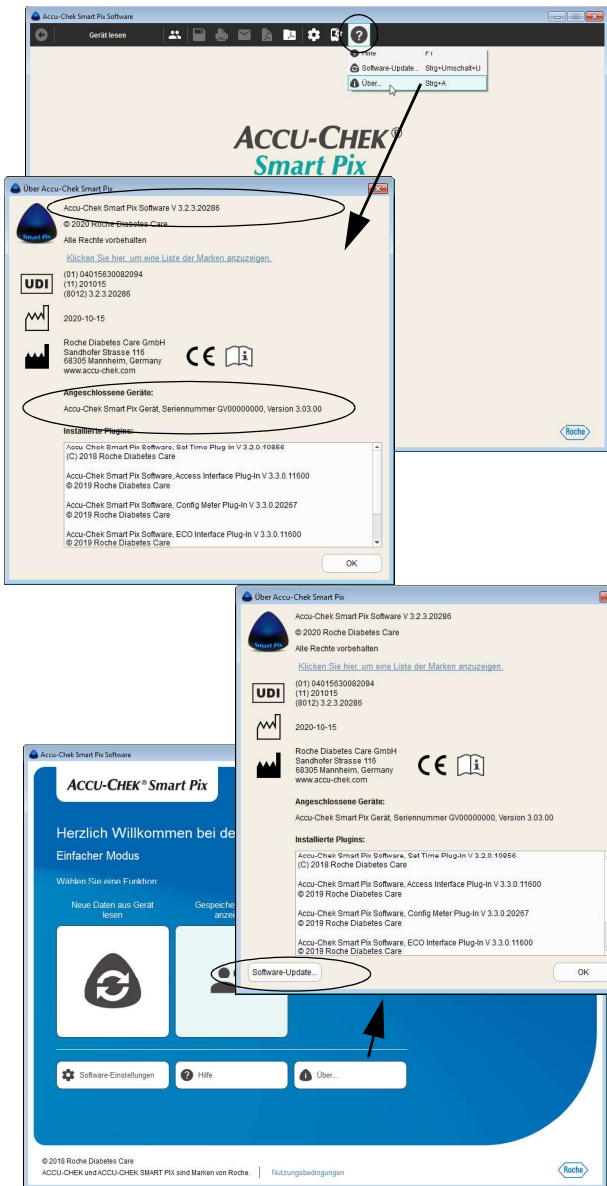 Accu-Chek Smart Pix Software
Gerät lesen
Hilfe F1
Software-Update... Strg+Umschalt+U
Über... Strg+A
ACCU-CHEK®
Smart Pix
Über Accu-Chek Smart Pix
Accu-Chek Smart Pix Software V 3.2.3.20286
© 2020 Roche Diabetes Care
Smart Pix
Alle Rechte vorbehalten
Klicken Sie hier, um eine Liste der Marken anzuzeigen.
UDI
(01) 04015630082094
(11) 201015
(8012) 3.2.3.20286
2020-10-15
Roche Diabetes Care GmbH
Sandhofer Strasse 116
68305 Mannheim, Germany
www.accu-chek.com
CE
Angeschlossene Geräte:
Accu-Chek Smart Pix Gerät, Seriennummer GV00000000, Version 3.03.00
Installierte Plugins:
Accu-Chek Smart Pix Software, Set Time Plug-In V 3.2.0.10956
(C) 2018 Roche Diabetes Care
Accu-Chek Smart Pix Software, Access Interface Plug-In V 3.3.0.11600
© 2019 Roche Diabetes Care
Accu-Chek Smart Pix Software, Config Meter Plug-In V 3.3.0.20267
© 2019 Roche Diabetes Care
Accu-Chek Smart Pix Software, ECO Interface Plug-In V 3.3.0.11600
© 2019 Roche Diabetes Care
OK
Roche
Über Accu-Chek Smart Pix
Accu-Chek Smart Pix Software V 3.2.3.20286
© 2020 Roche Diabetes Care
Smart Pix
Alle Rechte vorbehalten
Klicken Sie hier, um eine Liste der Marken anzuzeigen.
UDI
(01) 04015630082094
(11) 201015
(8012) 3.2.3.20286
2020-10-15
Roche Diabetes Care GmbH
Sandhofer Strasse 116
68305 Mannheim, Germany
www.accu-chek.com
CE
Angeschlossene Geräte:
Accu-Chek Smart Pix Gerät, Seriennummer GV00000000, Version 3.03.00
Installierte Plugins:
Accu-Chek Smart Pix Software, Set Time Plug-In V 3.2.0.10956
(C) 2018 Roche Diabetes Care
Accu-Chek Smart Pix Software, Access Interface Plug-In V 3.3.0.11600
© 2019 Roche Diabetes Care
Accu-Chek Smart Pix Software, Config Meter Plug-In V 3.3.0.20267
© 2019 Roche Diabetes Care
Accu-Chek Smart Pix Software, ECO Interface Plug-In V 3.3.0.11600
© 2019 Roche Diabetes Care
Software-Update...
OK
Accu-Chek Smart Pix Software
ACCU-CHEK® Smart Pix
Herzlich Willkommen bei de
Einfacher Modus
Wählen Sie eine Funktion:
Neue Daten aus Gerät
lesen
Gespeiche
anzei
Software-Einstellungen
Hilfe
Über...
© 2018 Roche Diabetes Care
ACCU-CHEK und ACCU-CHEK SMART PIX sind Marken von Roche. | Nutzungsbedingungen
Roche